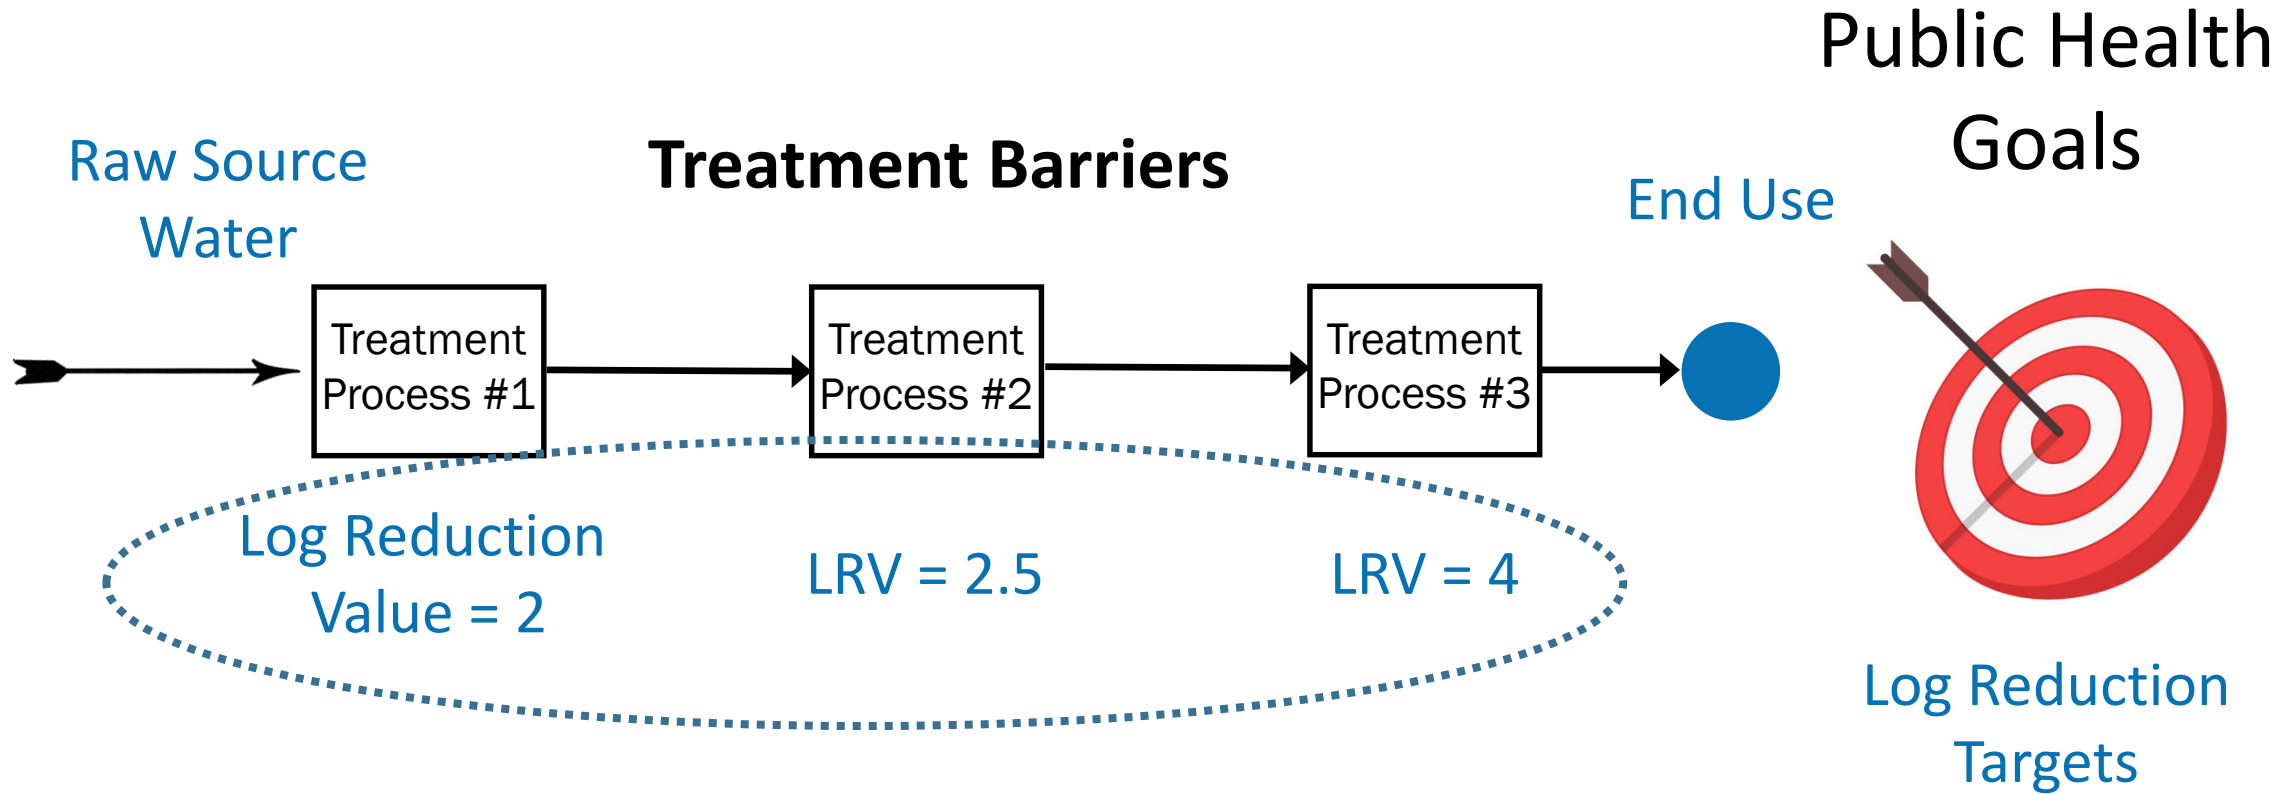 Public Health
Goals
Raw Source
Water
Treatment Barriers
End Use
Treatment
Process #1
Treatment
Process #2
Treatment
Process #3
Log Reduction
Value = 2
LRV = 2.5
LRV = 4
Log Reduction
Targets